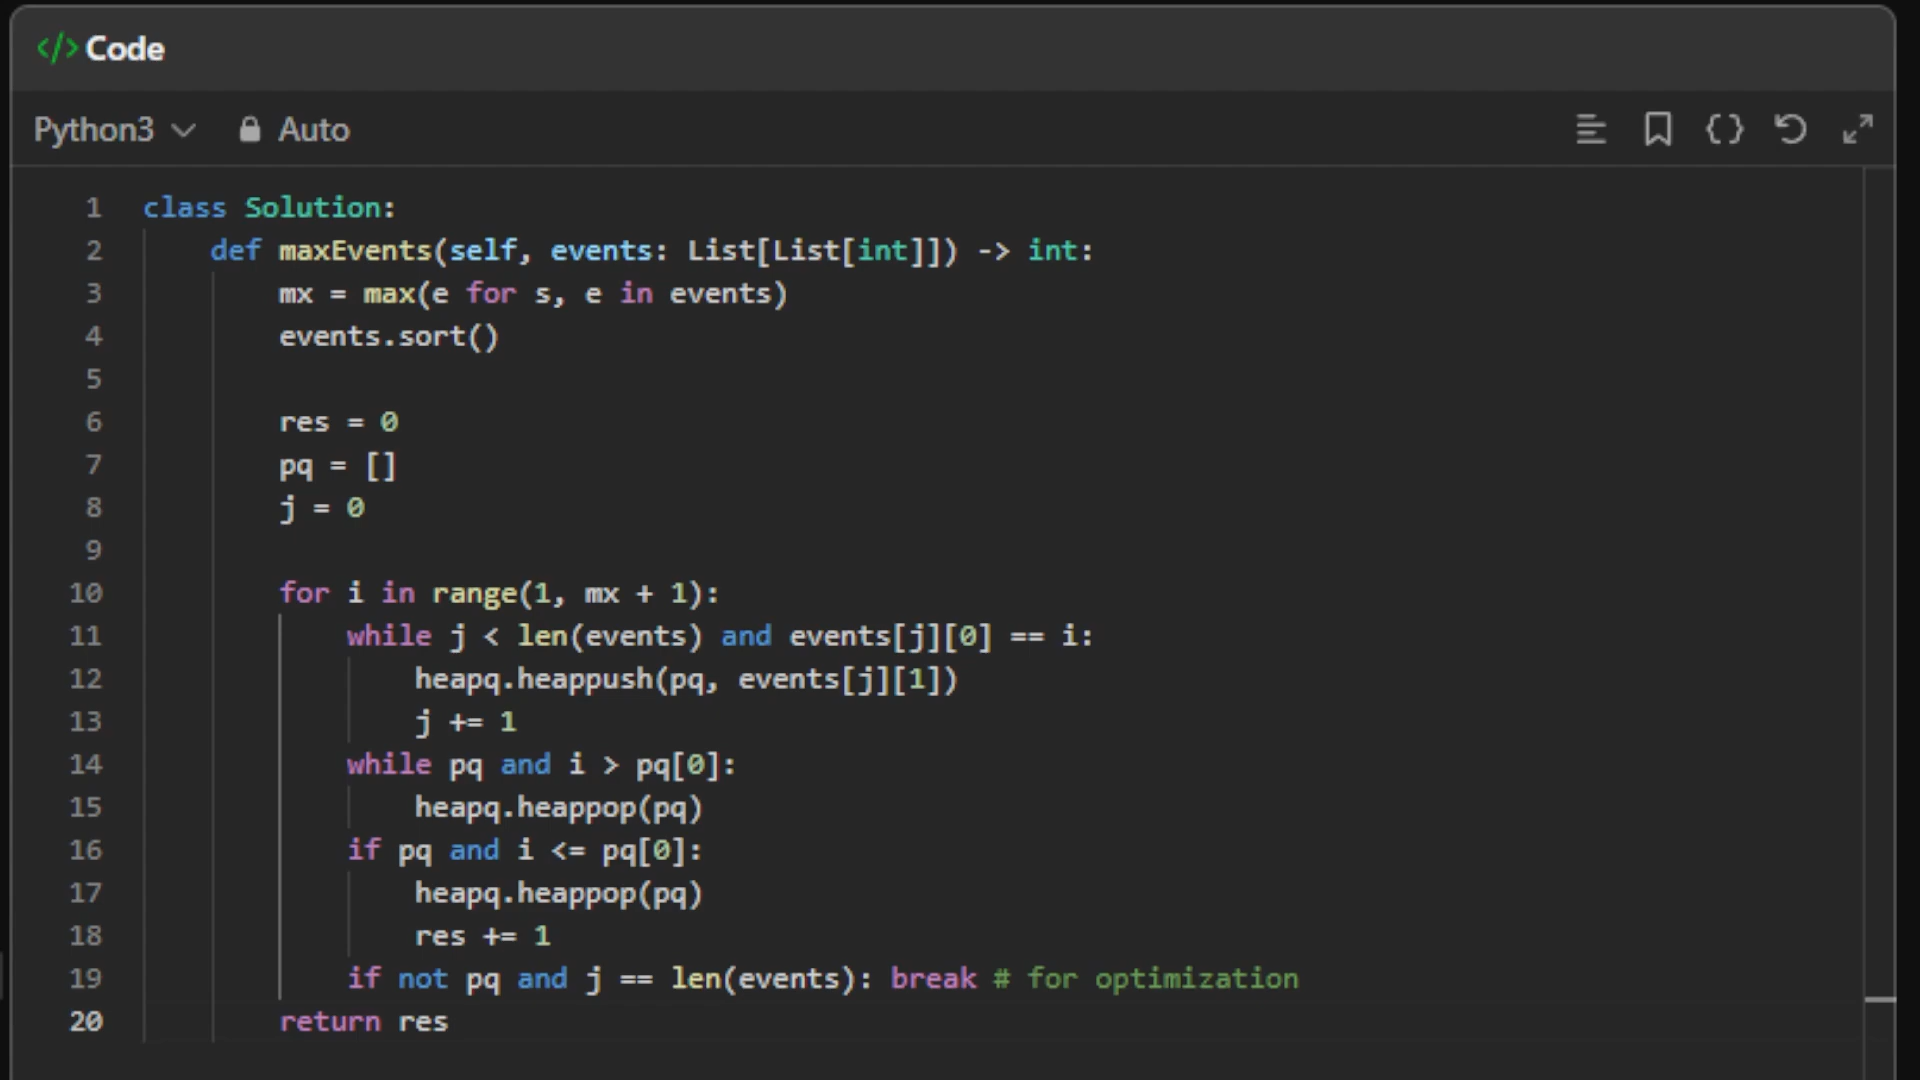 </> Code
Python3 Auto
1 class Solution:
2     def maxEvents(self, events: List[List[int]]) -> int:
3         mx = max(e for s, e in events)
4         events.sort()
5
6         res = 0
7         pq = []
8         j = 0
9
10         for i in range(1, mx + 1):
11             while j < len(events) and events[j][0] == i:
12                 heapq.heappush(pq, events[j][1])
13                 j += 1
14             while pq and i > pq[0]:
15                 heapq.heappop(pq)
16             if pq and i <= pq[0]:
17                 heapq.heappop(pq)
18                 res += 1
19             if not pq and j == len(events): break # for optimization
20         return res